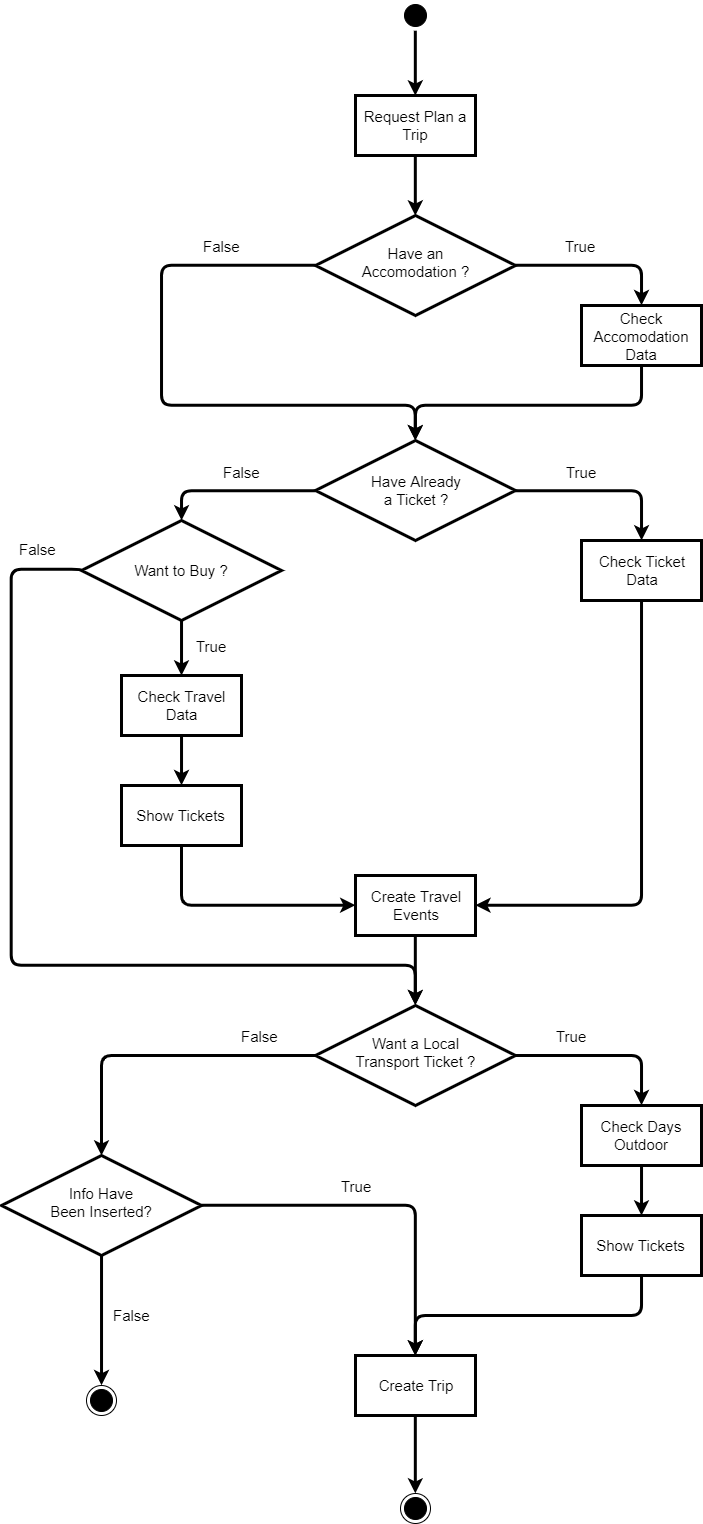 Request Plan a
Trip
False
Have an
Accomodation ?
True
Check
Accomodation
Data
False
Have Already
a Ticket ?
True
False
Want to Buy ?
Check Ticket
Data
True
Check Travel
Data
Show Tickets
Create Travel
Events
False
Want a Local
Transport Ticket ?
True
Check Days
Outdoor
Info Have
Been Inserted?
True
Show Tickets
False
Create Trip